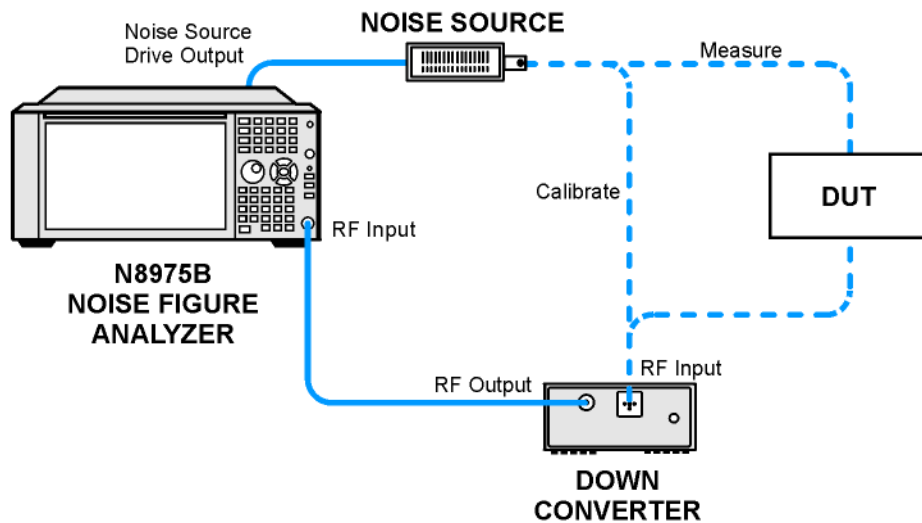 NOISE SOURCE
Noise Source
Drive Output
Measure
Calibrate
DUT
RF Input
N8975B
NOISE FIGURE
ANALYZER
RF Output
RF Input
DOWN
CONVERTER